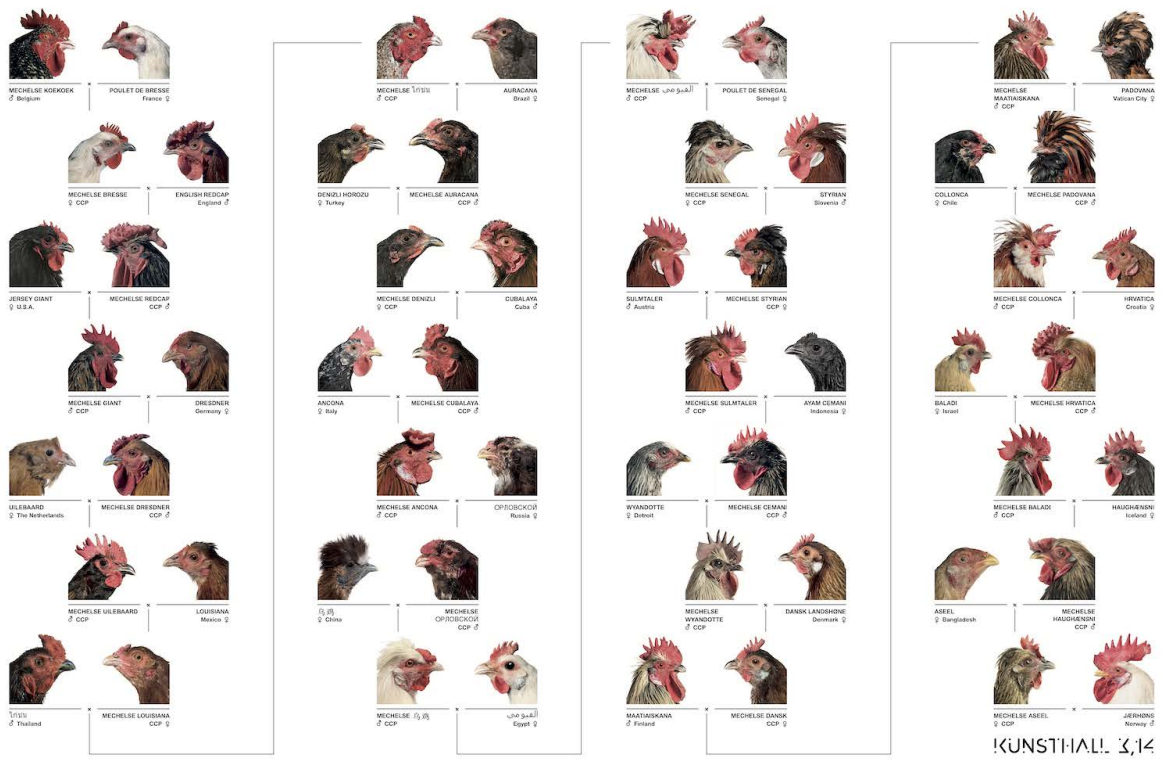 MECHELSE KOEKOEK
♂ Belgium
POULET DE BRESSE
France ♀
MECHELSE BRESSE
♀ CCP
ENGLISH REDCAP
England ♂
JERSEY GIANT
♀ U.S.A.
MECHELSE REDCAP
CCP ♂
MECHELSE GIANT
♂ CCP
DRESDNER
Germany ♀
UILEBAARD
♀ The Netherlands
MECHELSE DRESDNER
CCP ♂
MECHELSE UILEBAARD
♂ CCP
LOUISIANA
Mexico ♀
ไก่ชน
♂ Thailand
MECHELSE LOUISIANA
CCP ♀
MECHELSE ไก่ชน
♂ CCP
AURACANA
Brazil ♀
DENIZLI HOROZU
♀ Turkey
MECHELSE AURACANA
CCP ♂
MECHELSE DENIZLI
♀ CCP
CUBALAYA
Cuba ♂
ANCONA
♀ Italy
MECHELSE CUBALAYA
CCP ♂
MECHELSE ANCONA
♂ CCP
ОРЛОВСКОЙ
Russia ♀
乌鸡
♀ China
MECHELSE
ОРЛОВСКОЙ
CCP ♂
MECHELSE 乌鸡
♂ CCP
الفيومي
Egypt ♀
MECHELSE الفيومي
♂ CCP
POULET DE SENEGAL
Senegal ♀
MECHELSE SENEGAL
♀ CCP
STYRIAN
Slovenia ♂
SULMTALER
♂ Austria
MECHELSE STYRIAN
CCP ♀
MECHELSE SULMTALER
♂ CCP
AYAM CEMANI
Indonesia ♀
WYANDOTTE
♀ Detroit
MECHELSE CEMANI
CCP ♂
MECHELSE
WYANDOTTE
♂ CCP
DANSK LANDSHØNE
Denmark ♀
MAATIAISKANA
♂ Finland
MECHELSE DANSK
CCP ♀
MECHELSE
MAATIAISKANA
♂ CCP
PADOVANA
Vatican City ♀
COLLONCA
♀ Chile
MECHELSE PADOVANA
CCP ♂
MECHELSE COLLONCA
♂ CCP
HRVATICA
Croatia ♀
BALADI
♀ Israel
MECHELSE HRVATICA
CCP ♂
MECHELSE BALADI
♂ CCP
HAUGHÆNSNI
Iceland ♀
ASEEL
♀ Bangladesh
MECHELSE
HAUGHÆNSNI
CCP ♂
MECHELSE ASEEL
♀ CCP
JÆRHØNS
Norway ♂
KUNSTHALL 3,14